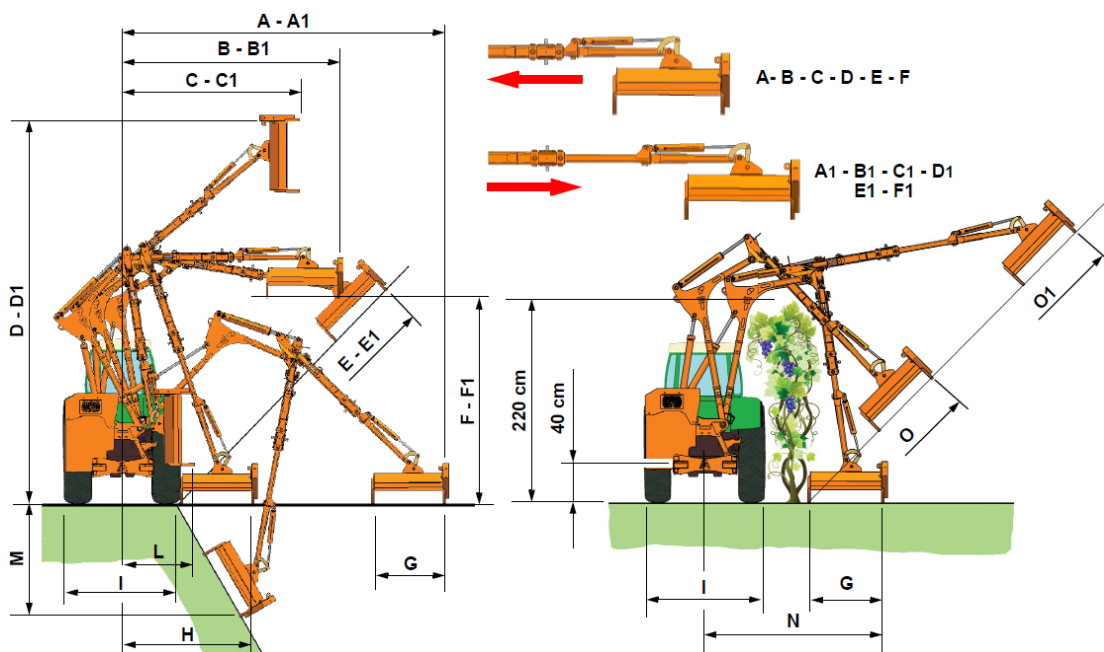 A - A1
B - B1
C - C1
D - D1
E - E1
F - F1
M
L
I
H
G
A- B - C - D - E - F
A1 - B1 - C1 - D1
E1 - F1
220 cm
40 cm
O1
O
I
G
N